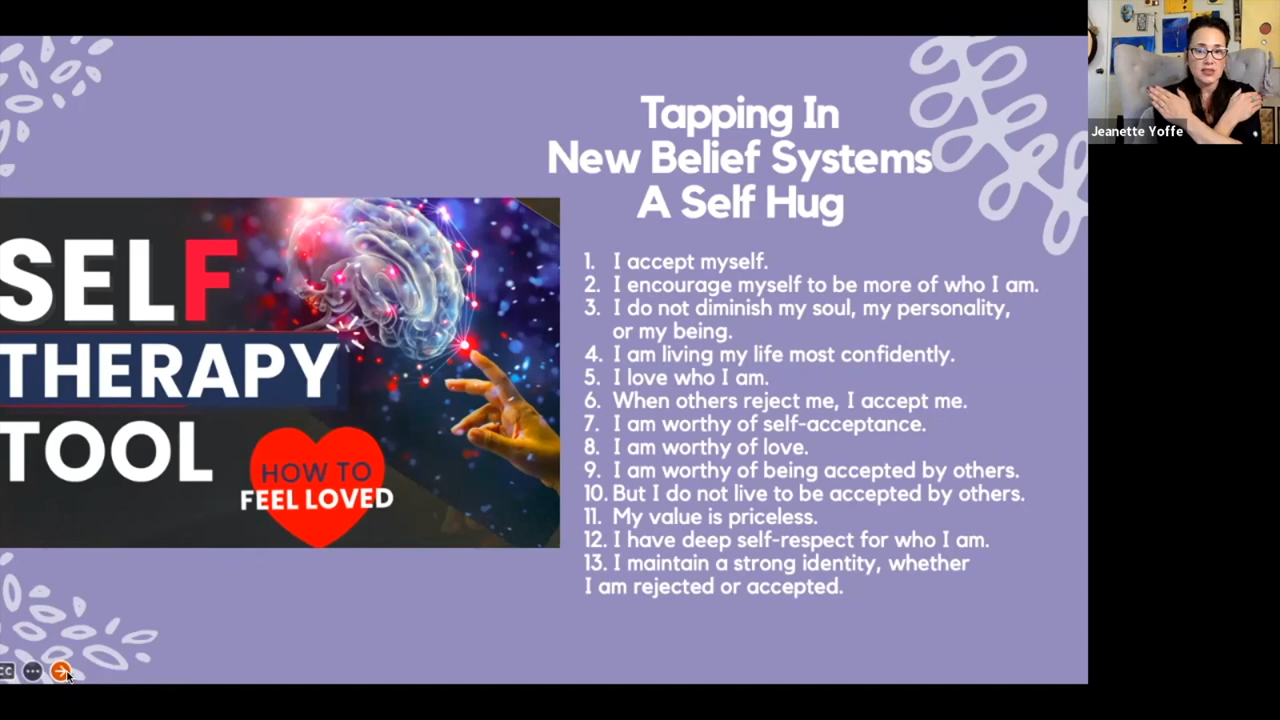 Tapping In
New Belief Systems
A Self Hug
SELF
THERAPY
TOOL
HOW TO
FEEL LOVED
1. I accept myself.
2. I encourage myself to be more of who I am.
3. I do not diminish my soul, my personality,
or my being.
4. I am living my life most confidently.
5. I love who I am.
6. When others reject me, I accept me.
7. I am worthy of self-acceptance.
8. I am worthy of love.
9. I am worthy of being accepted by others.
10. But I do not live to be accepted by others.
11. My value is priceless.
12. I have deep self-respect for who I am.
13. I maintain a strong identity, whether
I am rejected or accepted.
Jeanette Yoffe
CC